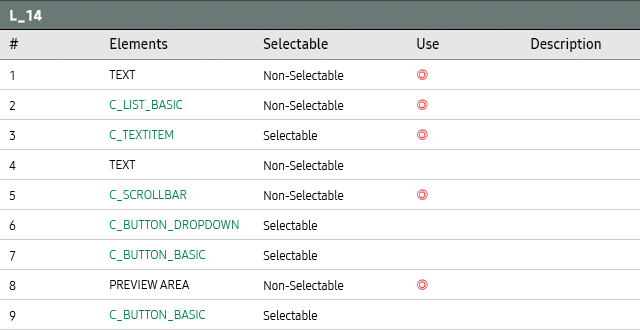 L_14
# Elements Selectable Use Description
1 TEXT Non-Selectable ◎
2 C_LIST_BASIC Non-Selectable ◎
3 C_TEXTITEM Selectable ◎
4 TEXT Non-Selectable
5 C_SCROLLBAR Non-Selectable ◎
6 C_BUTTON_DROPDOWN Selectable
7 C_BUTTON_BASIC Selectable
8 PREVIEW AREA Non-Selectable ◎
9 C_BUTTON_BASIC Selectable